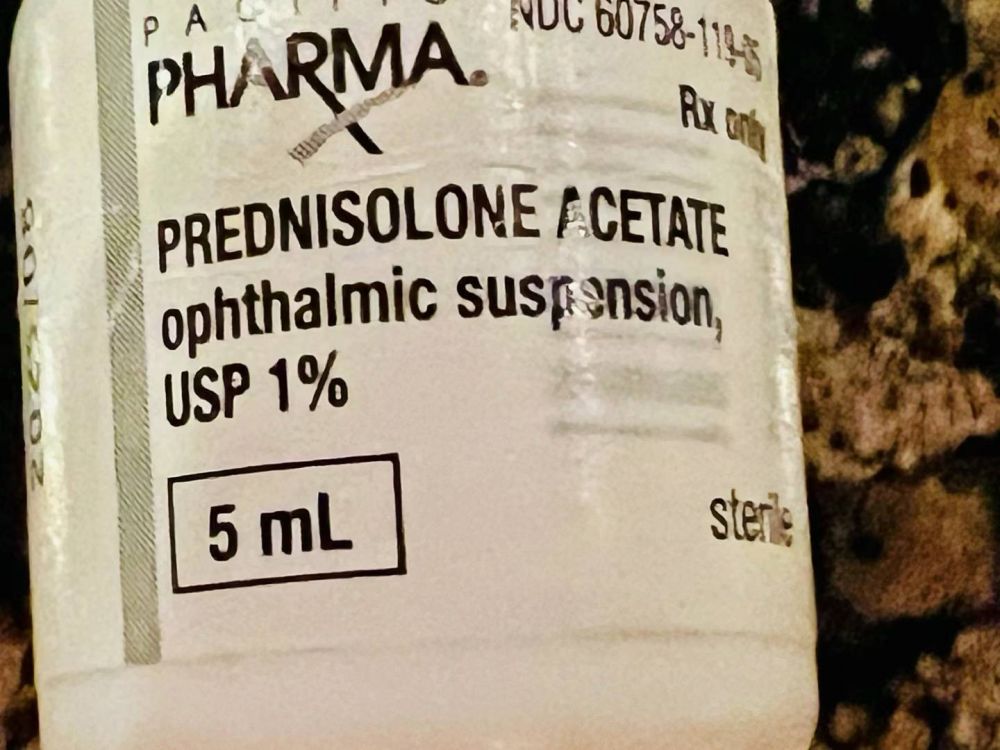 NDC 60758-119-05
PHARMA
Rx only
PREDNISOLONE ACETATE
ophthalmic suspension,
USP 1%
5 mL
sterile